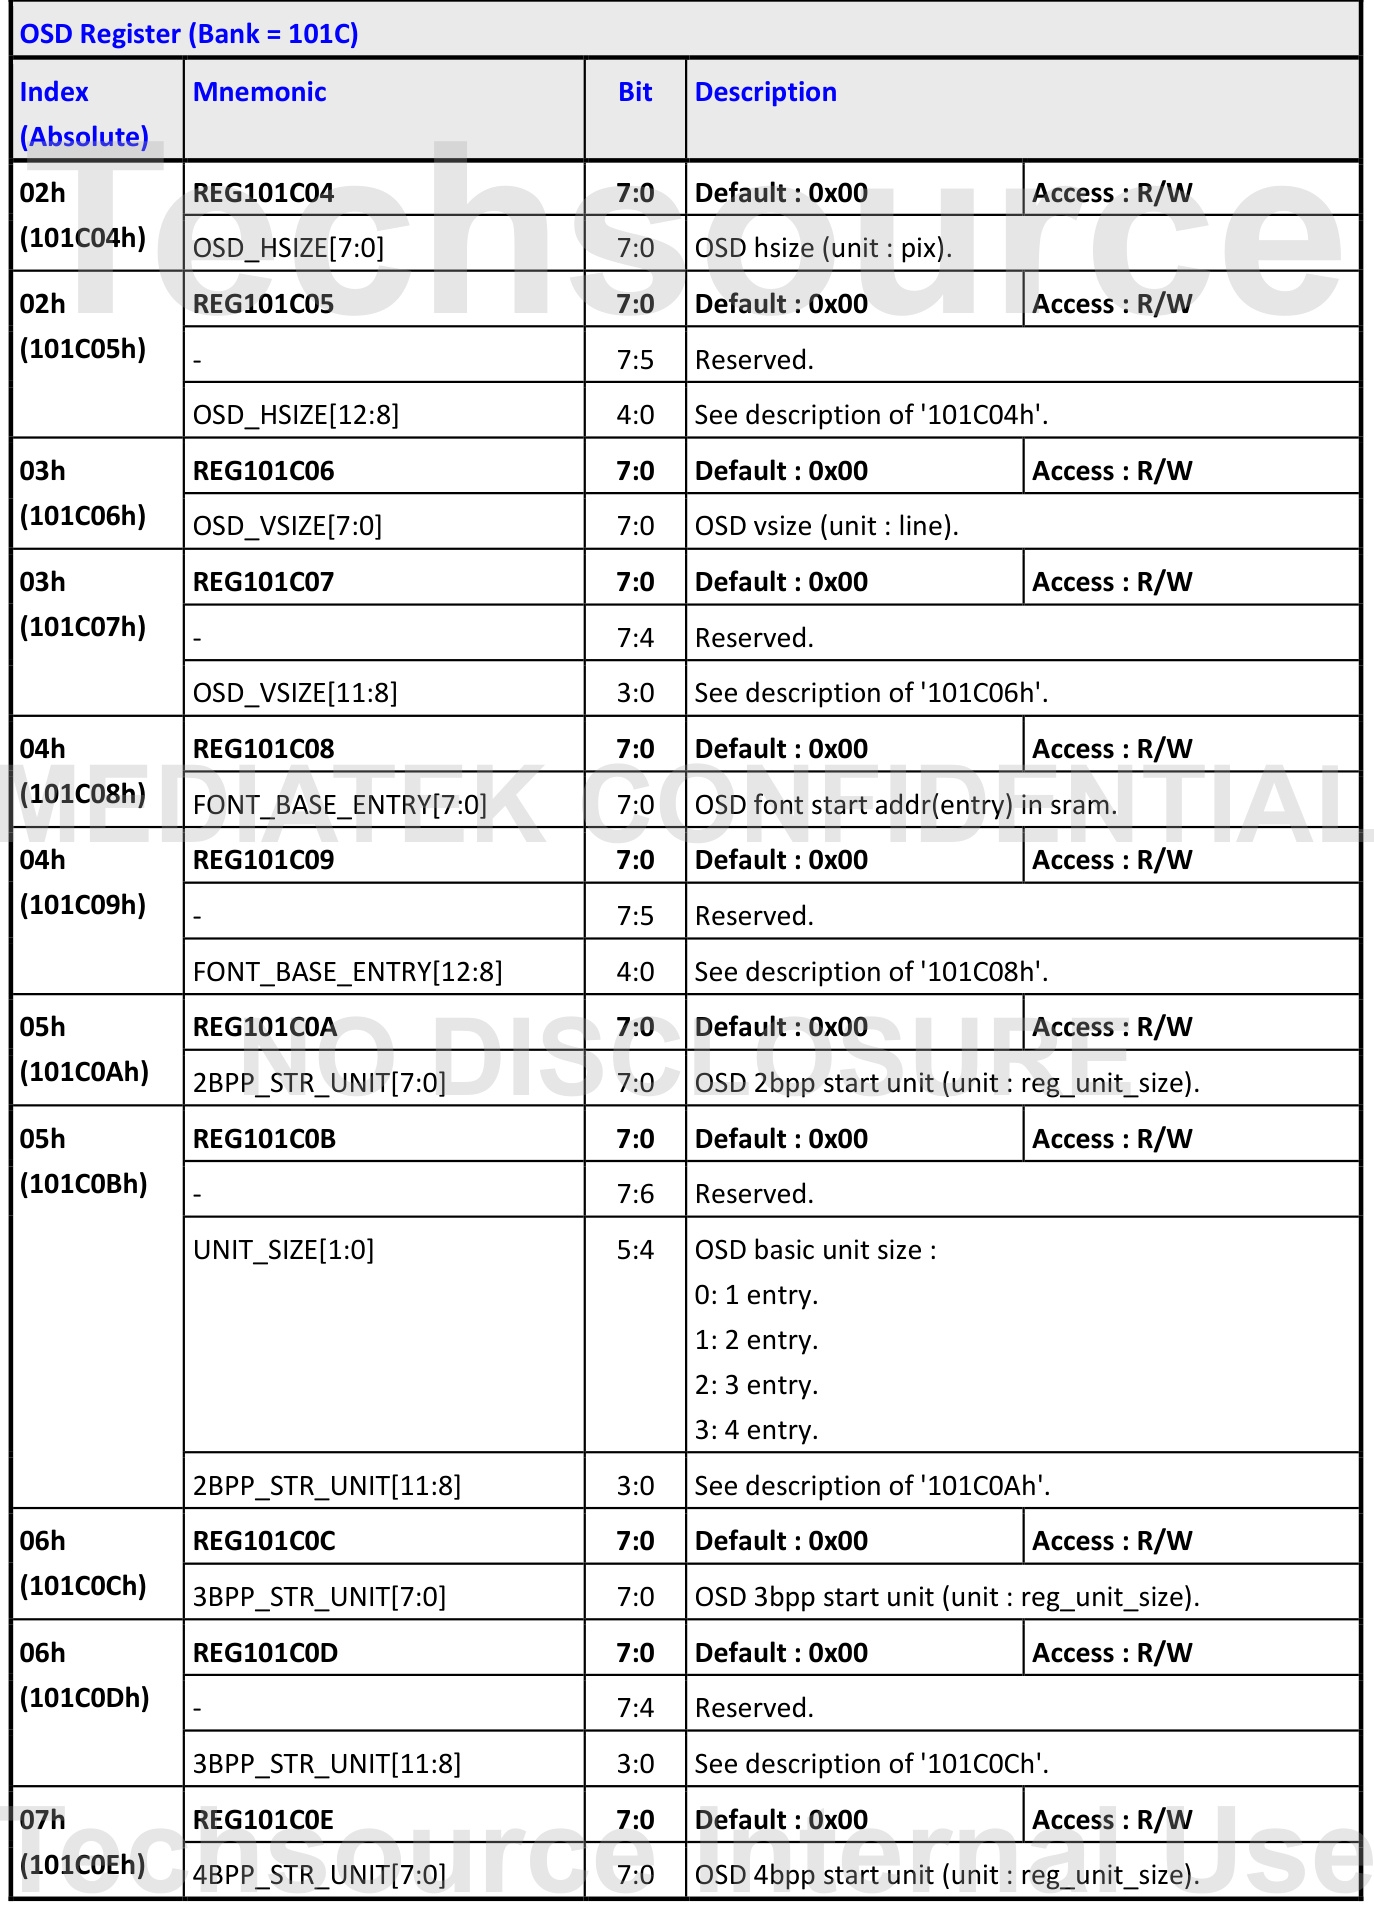 OSD Register (Bank = 101C)
Index (Absolute) Mnemonic Bit Description
02h (101C04h) REG101C04 7:0 Default : 0x00 Access : R/W
OSD_HSIZE[7:0] 7:0 OSD hsize (unit : pix).
02h (101C05h) REG101C05 7:0 Default : 0x00 Access : R/W
- 7:5 Reserved.
OSD_HSIZE[12:8] 4:0 See description of '101C04h'.
03h (101C06h) REG101C06 7:0 Default : 0x00 Access : R/W
OSD_VSIZE[7:0] 7:0 OSD vsize (unit : line).
03h (101C07h) REG101C07 7:0 Default : 0x00 Access : R/W
- 7:4 Reserved.
OSD_VSIZE[11:8] 3:0 See description of '101C06h'.
04h (101C08h) REG101C08 7:0 Default : 0x00 Access : R/W
FONT_BASE_ENTRY[7:0] 7:0 OSD font start addr(entry) in sram.
04h (101C09h) REG101C09 7:0 Default : 0x00 Access : R/W
- 7:5 Reserved.
FONT_BASE_ENTRY[12:8] 4:0 See description of '101C08h'.
05h (101C0Ah) REG101C0A 7:0 Default : 0x00 Access : R/W
2BPP_STR_UNIT[7:0] 7:0 OSD 2bpp start unit (unit : reg_unit_size).
05h (101C0Bh) REG101C0B 7:0 Default : 0x00 Access : R/W
- 7:6 Reserved.
UNIT_SIZE[1:0] 5:4 OSD basic unit size :
0: 1 entry.
1: 2 entry.
2: 3 entry.
3: 4 entry.
2BPP_STR_UNIT[11:8] 3:0 See description of '101C0Ah'.
06h (101C0Ch) REG101C0C 7:0 Default : 0x00 Access : R/W
3BPP_STR_UNIT[7:0] 7:0 OSD 3bpp start unit (unit : reg_unit_size).
06h (101C0Dh) REG101C0D 7:0 Default : 0x00 Access : R/W
- 7:4 Reserved.
3BPP_STR_UNIT[11:8] 3:0 See description of '101C0Ch'.
07h (101C0Eh) REG101C0E 7:0 Default : 0x00 Access : R/W
4BPP_STR_UNIT[7:0] 7:0 OSD 4bpp start unit (unit : reg_unit_size).
Techsource
MEDIATEK CONFIDENTIAL
NO DISCLOSURE
Techsource Internal Use